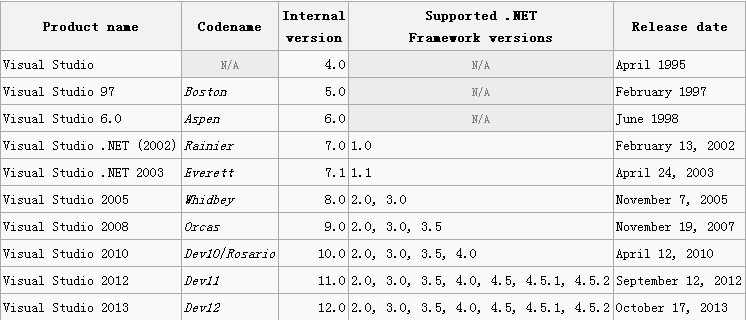 Product name Codename Internal version Supported .NET Framework versions Release date
Visual Studio N/A 4.0 N/A April 1995
Visual Studio 97 Boston 5.0 N/A February 1997
Visual Studio 6.0 Aspen 6.0 N/A June 1998
Visual Studio .NET (2002) Rainier 7.0 1.0 February 13, 2002
Visual Studio .NET 2003 Everett 7.1 1.1 April 24, 2003
Visual Studio 2005 Whidbey 8.0 2.0, 3.0 November 7, 2005
Visual Studio 2008 Orcas 9.0 2.0, 3.0, 3.5 November 19, 2007
Visual Studio 2010 Dev10/Rosario 10.0 2.0, 3.0, 3.5, 4.0 April 12, 2010
Visual Studio 2012 Dev11 11.0 2.0, 3.0, 3.5, 4.0, 4.5, 4.5.1, 4.5.2 September 12, 2012
Visual Studio 2013 Dev12 12.0 2.0, 3.0, 3.5, 4.0, 4.5, 4.5.1, 4.5.2 October 17, 2013